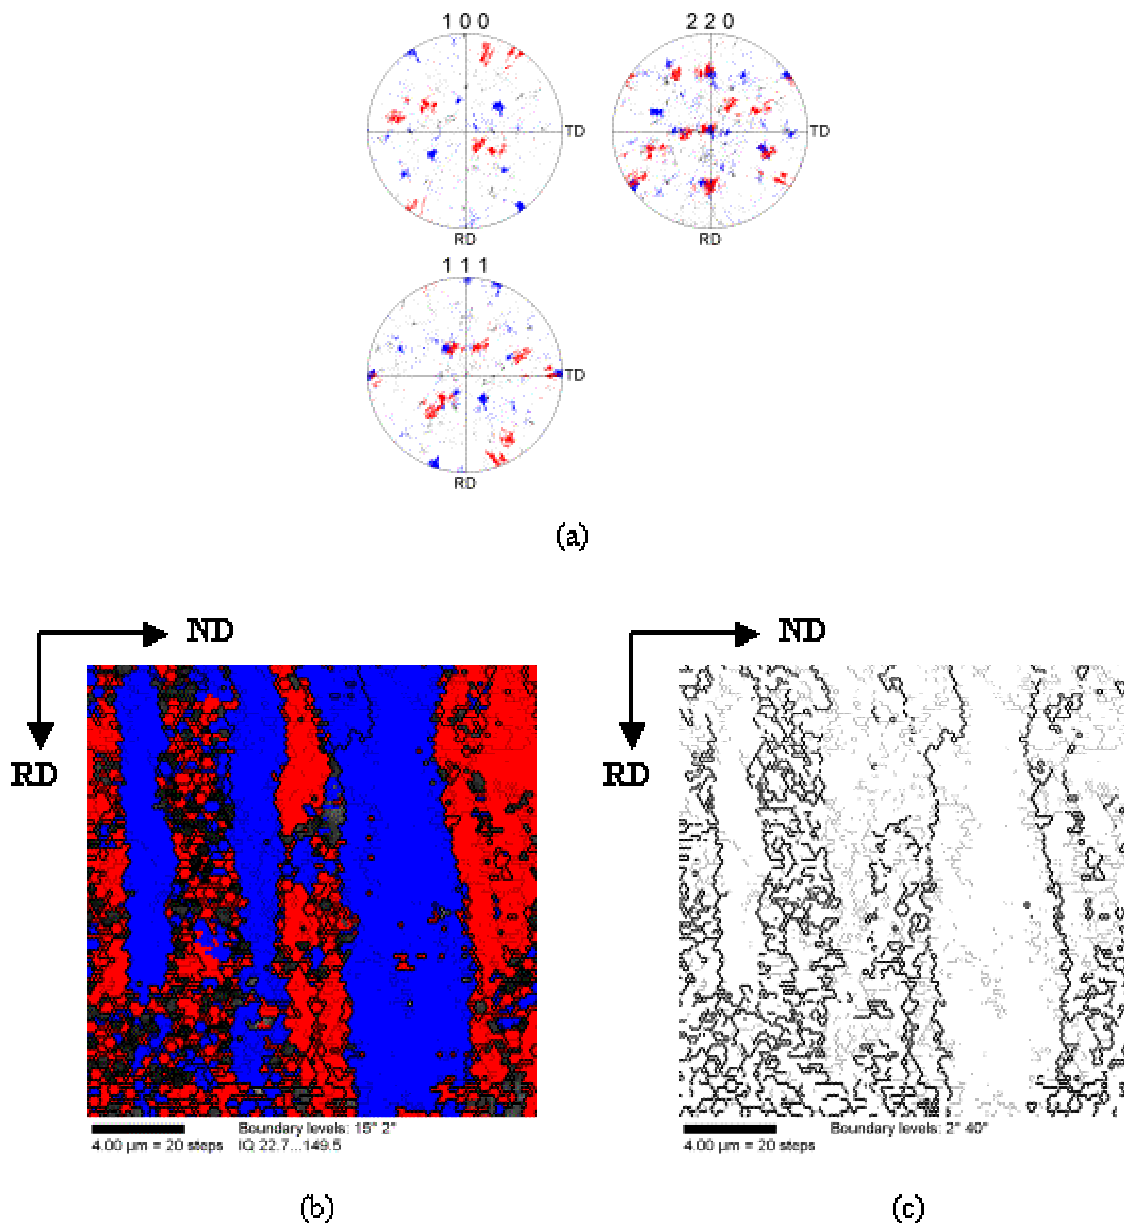 1 0 0
2 2 0
TD
TD
RD
RD
1 1 1
TD
RD
(a)
ND
ND
RD
RD
Boundary levels: 15° 2°
4.00 µm = 20 steps IQ 22.7...149.5
Boundary levels: 2° 40°
4.00 µm = 20 steps
(b)
(c)